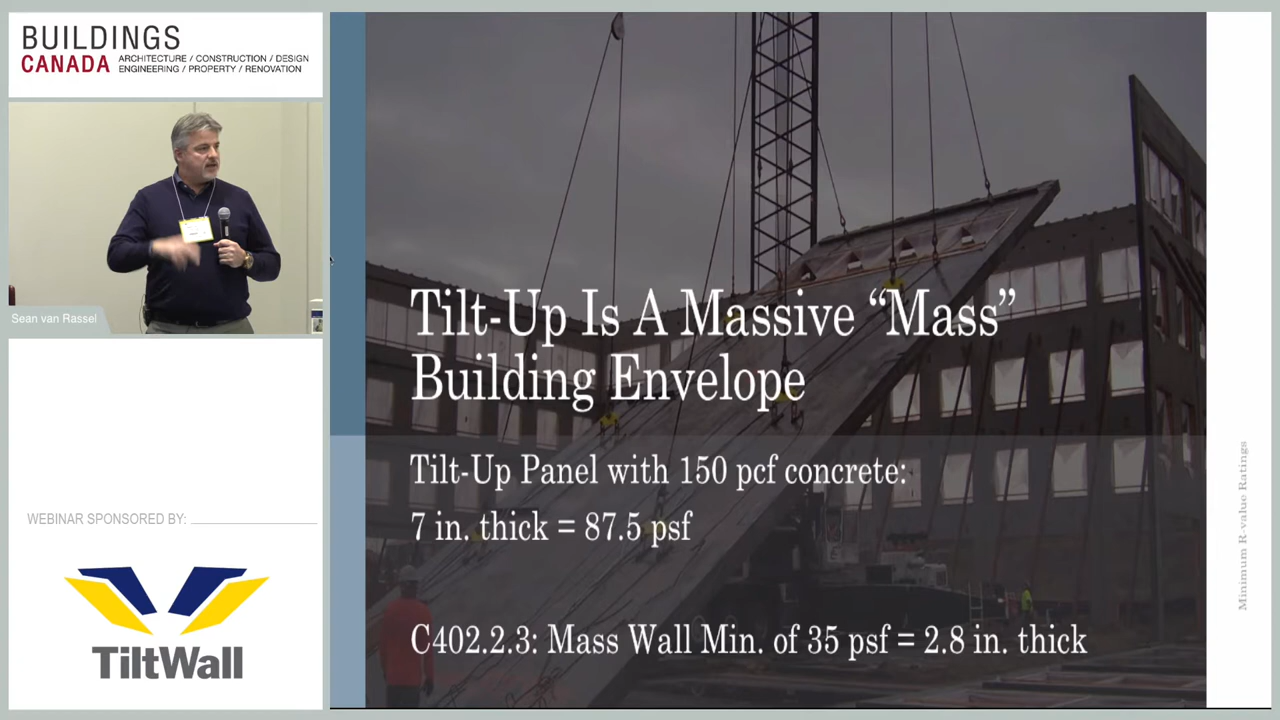 BUILDINGS
CANADA
ARCHITECTURE / CONSTRUCTION / DESIGN
ENGINEERING / PROPERTY / RENOVATION
Sean van Rassel
WEBINAR SPONSORED BY:
TiltWall
Tilt-Up Is A Massive “Mass”
Building Envelope
Tilt-Up Panel with 150 pcf concrete:
7 in. thick = 87.5 psf
C402.2.3: Mass Wall Min. of 35 psf = 2.8 in. thick
Minimum R-value Ratings